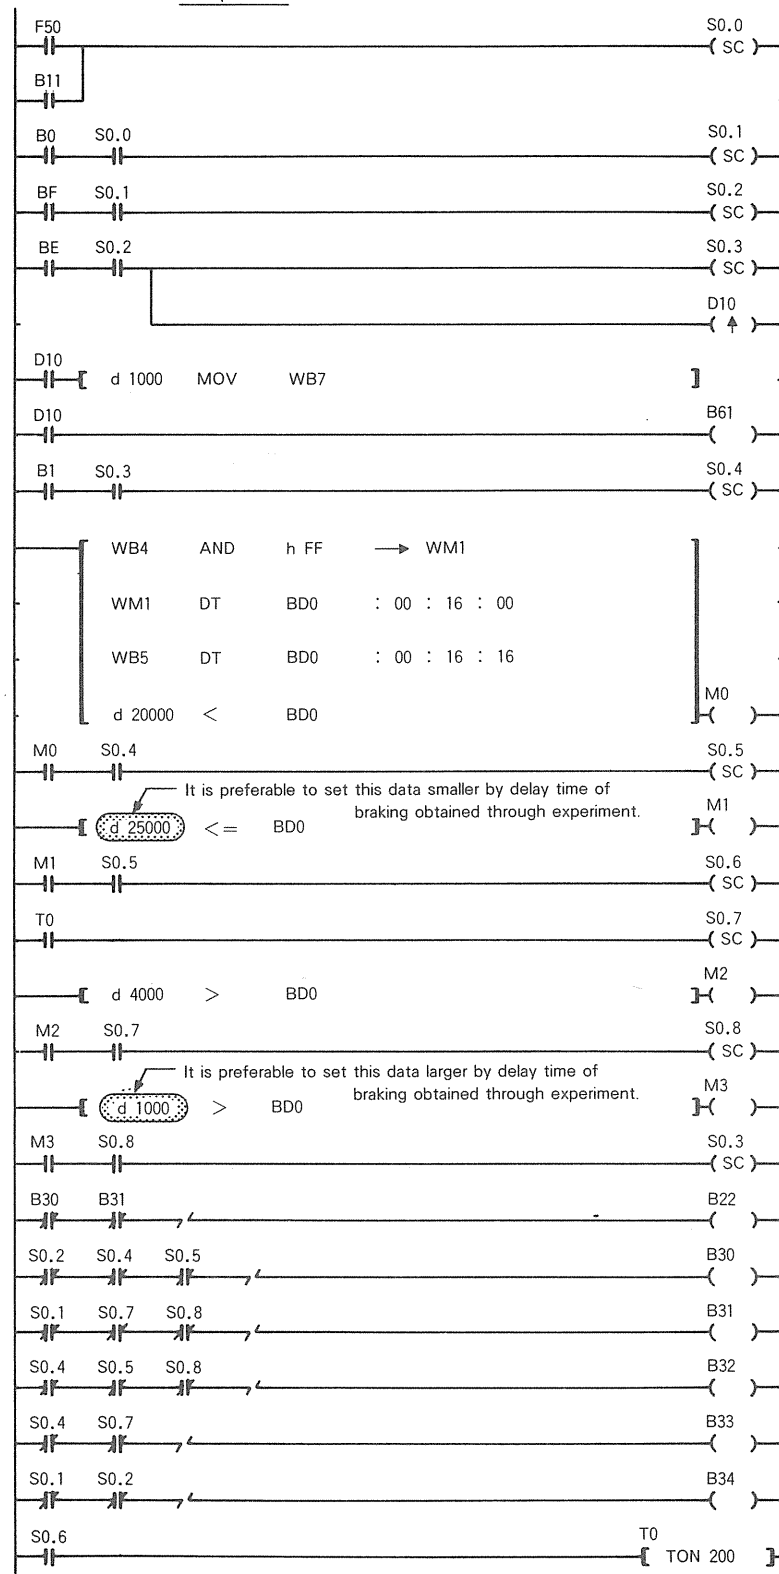 F50 S0.0
( SC )
B11
B0 S0.0 S0.1
( SC )
BF S0.1 S0.2
( SC )
BE S0.2 S0.3
( SC )
D10
D10
d 1000 MOV WB7
D10 B61
B1 S0.3 S0.4
( SC )
WB4 AND h FF → WM1
WM1 DT BD0 : 00 : 16 : 00
WB5 DT BD0 : 00 : 16 : 16
M0
d 20000 < BD0
M0 S0.4 S0.5
( SC )
It is preferable to set this data smaller by delay time of
braking obtained through experiment. M1
d 25000 <= BD0
M1 S0.5 S0.6
( SC )
T0 S0.7
( SC )
M2
d 4000 > BD0
M2 S0.7 S0.8
( SC )
It is preferable to set this data larger by delay time of
braking obtained through experiment. M3
d 1000 > BD0
M3 S0.8 S0.3
( SC )
B30 B31 B22
S0.2 S0.4 S0.5 B30
S0.1 S0.7 S0.8 B31
S0.4 S0.5 S0.8 B32
S0.4 S0.7 B33
S0.1 S0.2 B34
S0.6 T0
TON 200